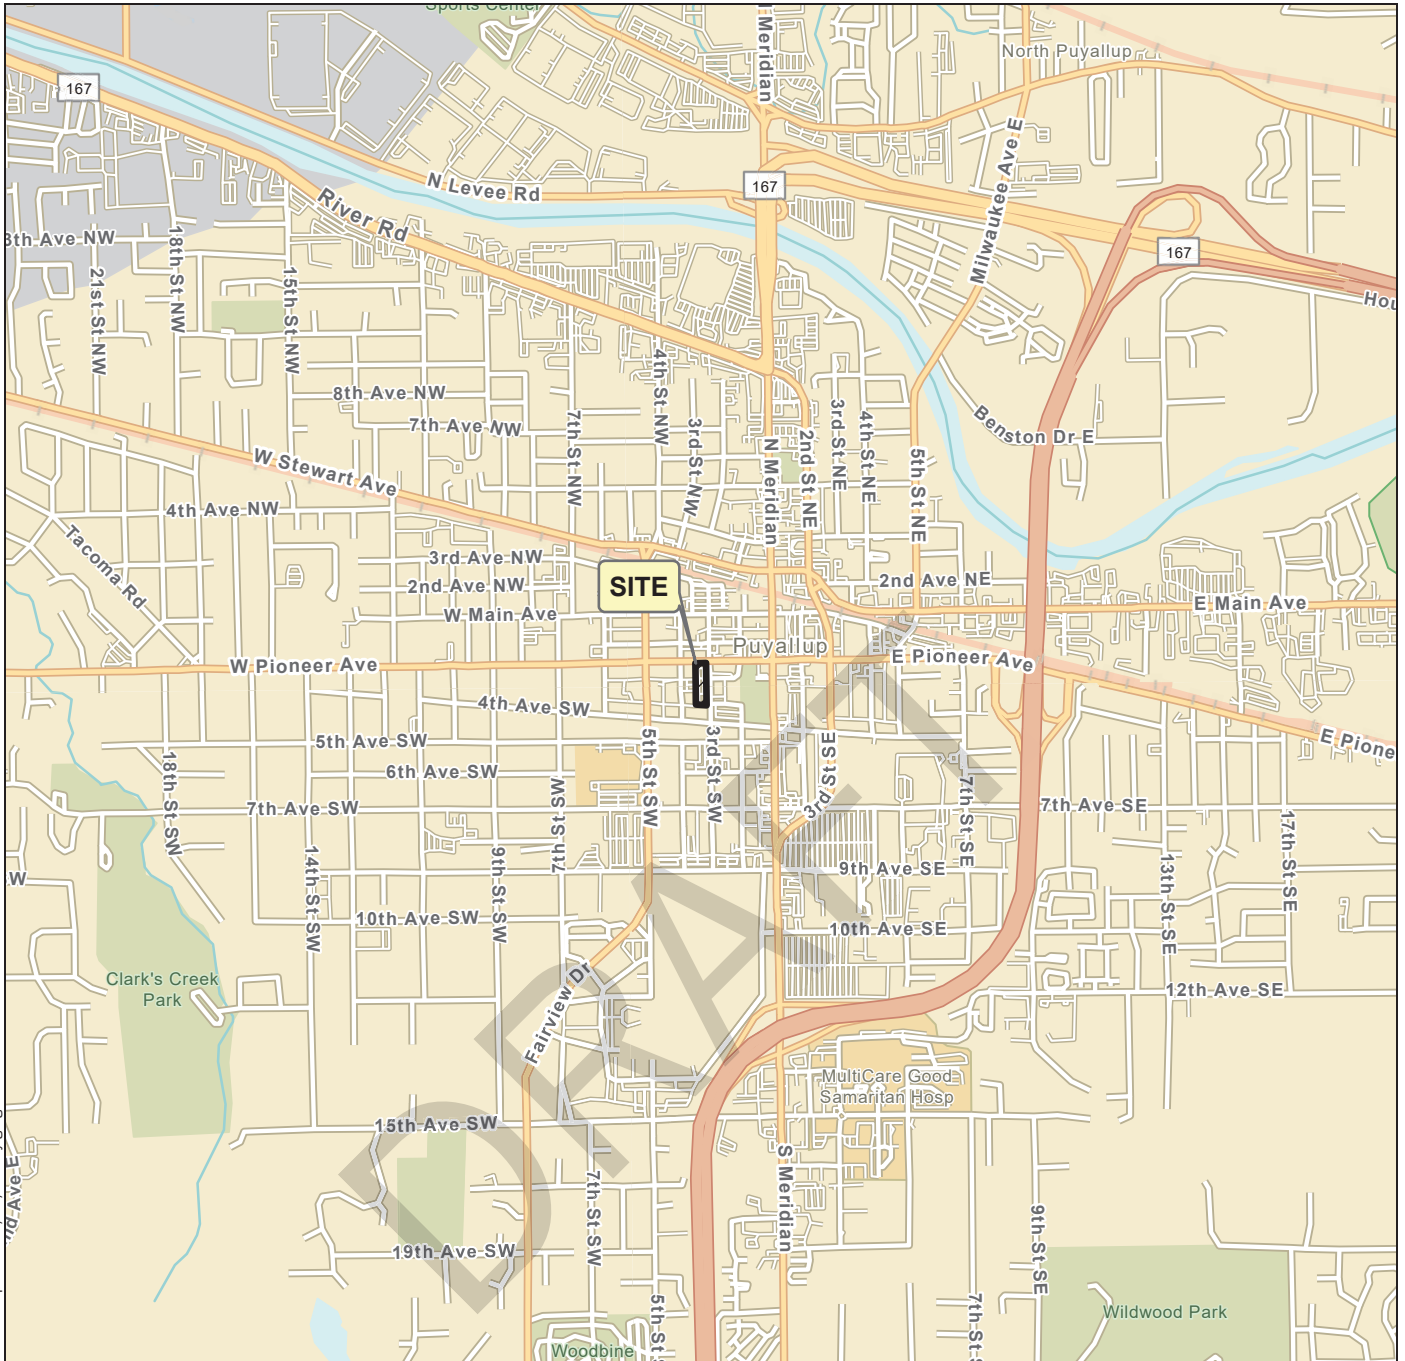 Sports Center
N Meridian
North Puyallup
167
Milwaukee Ave E
N Levee Rd
167
River Rd
167
8th Ave NW
18th St NW
21st St NW
15th St NW
Hou
4th St NW
8th Ave NW
7th Ave NW
7th St NW
3rd St NW
N Meridian
2nd St NE
3rd St NE
4th St NE
5th St NE
Benston Dr E
W Stewart Ave
4th Ave NW
Tacoma Rd
3rd Ave NW
2nd Ave NW
W Main Ave
SITE
2nd Ave NE
E Main Ave
Puyallup
W Pioneer Ave
E Pioneer Ave
4th Ave SW
E Pione
5th Ave SW
5th St SW
3rd St SW
3rd St SE
18th St SW
6th Ave SW
7th Ave SW
7th St SW
7th St SE
7th Ave SE
17th St SE
W
14th St SW
9th St SW
9th Ave SE
13th St SE
10th Ave SW
10th Ave SE
Clark's Creek
Park
Fairview Dr
12th Ave SE
DRAFT
MultiCare Good
Samaritan Hosp
15th Ave SW
nd Ave E
S Meridian
7th St SW
9th St SE
19th Ave SW
5th St S
7th St S
Wildwood Park
Woodbine